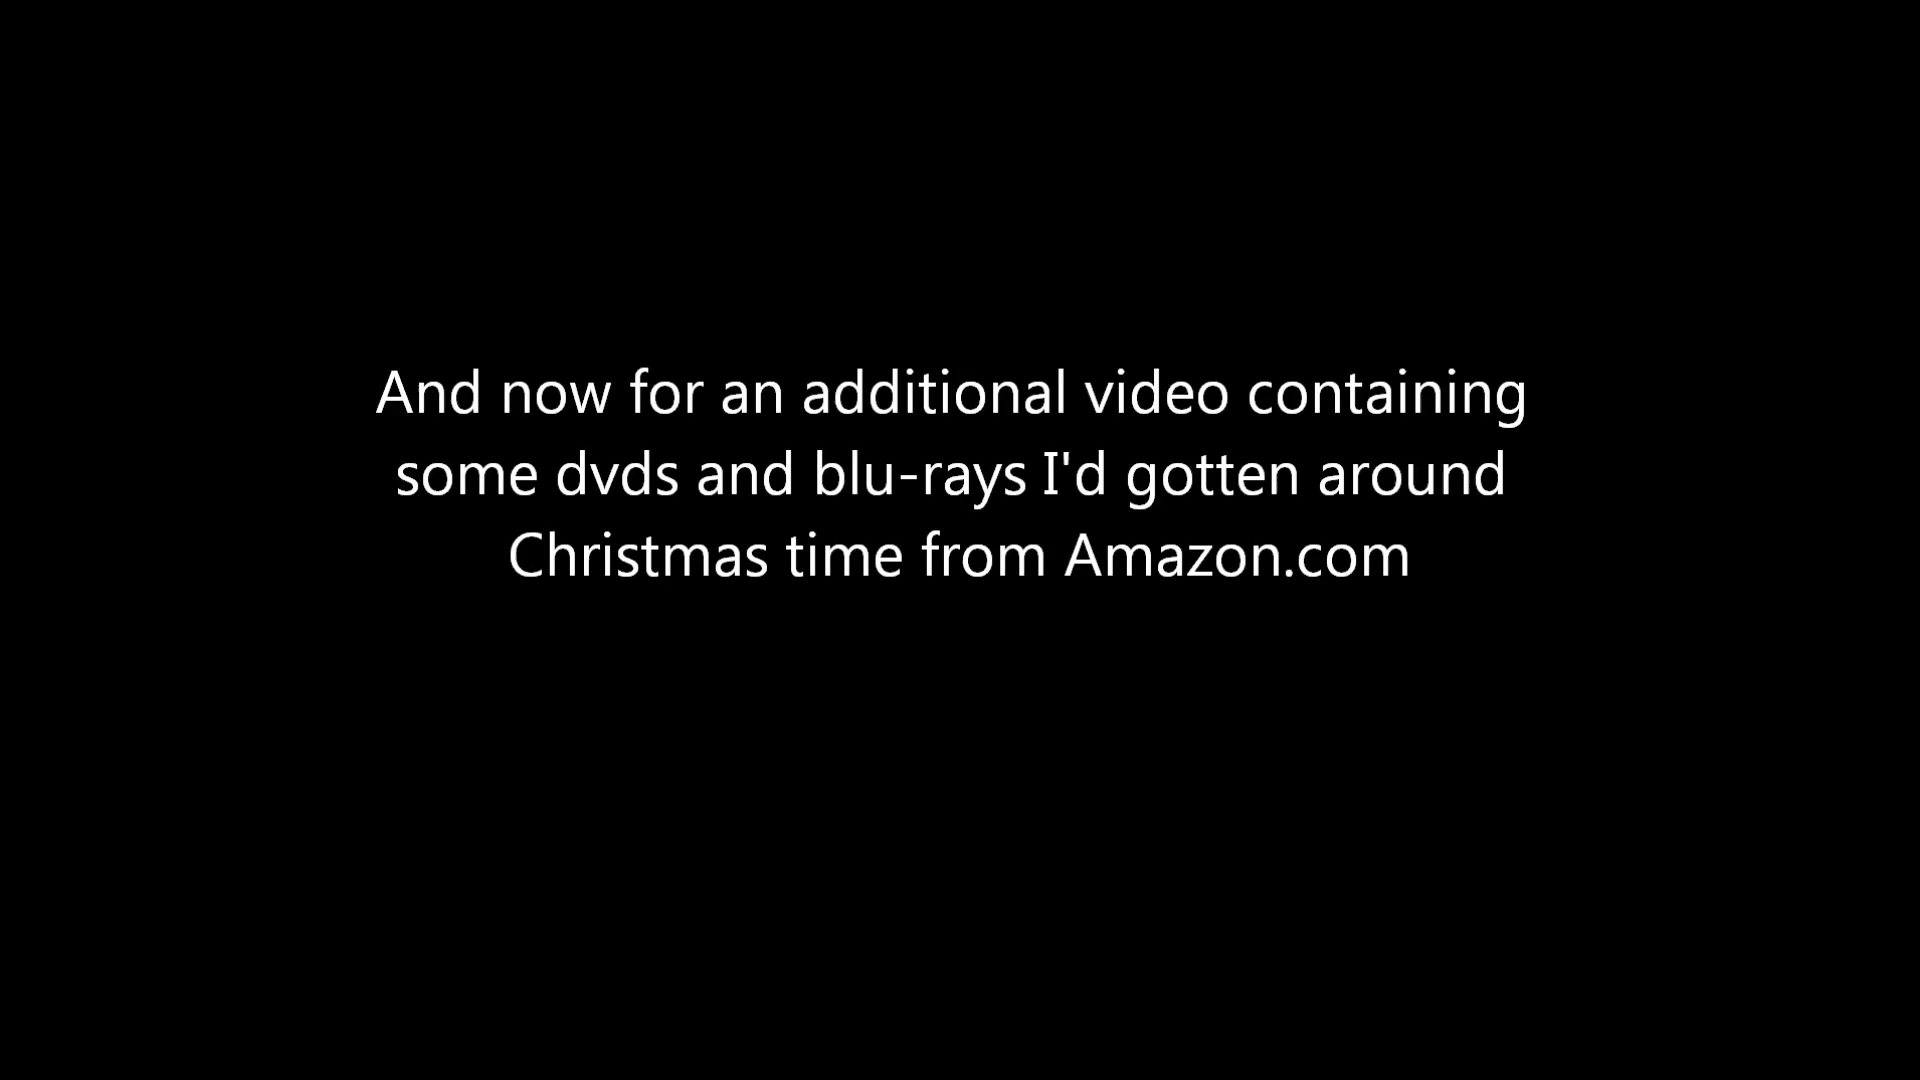 And now for an additional video containing
some dvds and blu-rays I'd gotten around
Christmas time from Amazon.com